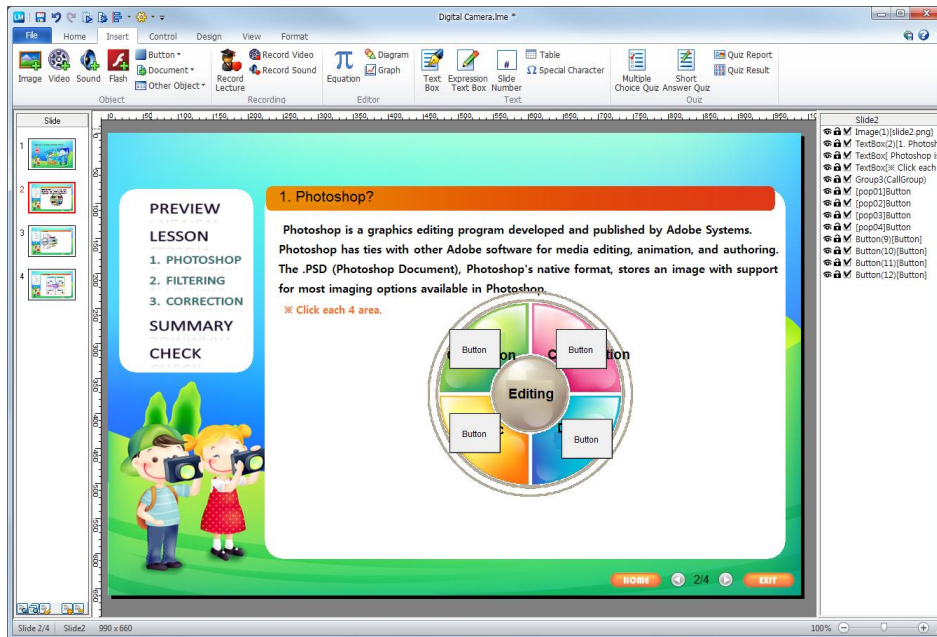 LM
Digital Camera.lme *
File Home Insert Control Design View Format
Image Video Sound Flash
Button
Document
Other Object
Object
Record Lecture
Record Video
Record Sound
Recording
Equation
Diagram
Graph
Editor
Text Box
Expression Text Box
Slide Number
Table
Ω Special Character
Text
Multiple Choice Quiz
Short Answer Quiz
Quiz Report
Quiz Result
Quiz
Slide
1
2
3
4
PREVIEW
LESSON
1. PHOTOSHOP
2. FILTERING
3. CORRECTION
SUMMARY
CHECK
1. Photoshop?
Photoshop is a graphics editing program developed and published by Adobe Systems.
Photoshop has ties with other Adobe software for media editing, animation, and authoring.
The .PSD (Photoshop Document), Photoshop's native format, stores an image with support
for most imaging options available in Photoshop.
※ Click each 4 area.
Button
Button
Editing
Button
Button
HOME 2/4 EXIT
Slide2
Image(1)[slide2.png]
TextBox(2)[1. Photosh
TextBox[ Photoshop i
TextBox[※ Click each
Group3(CallGroup)
[pop01]Button
[pop02]Button
[pop03]Button
[pop04]Button
Button(9)[Button]
Button(10)[Button]
Button(11)[Button]
Button(12)[Button]
Slide 2/4 Slide2 990 x 660
100%